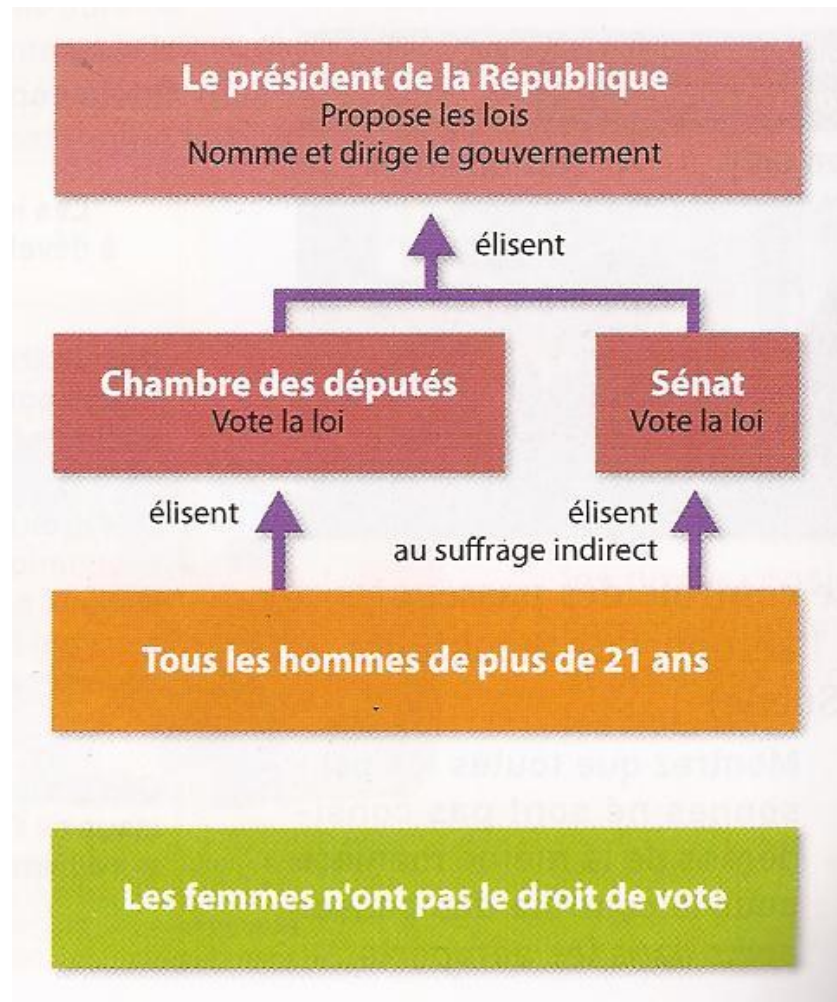 Le président de la République
Propose les lois
Nomme et dirige le gouvernement
élisent
Chambre des députés
Vote la loi
Sénat
Vote la loi
élisent
élisent
au suffrage indirect
Tous les hommes de plus de 21 ans
Les femmes n'ont pas le droit de vote